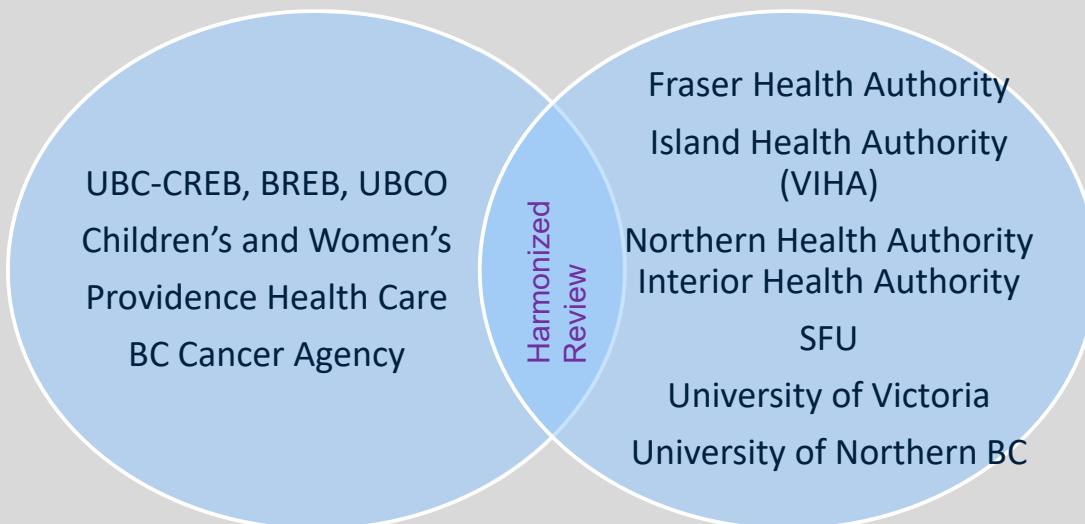 UBC-CREB, BREB, UBCO
Children’s and Women’s
Providence Health Care
BC Cancer Agency
Harmonized
Review
Fraser Health Authority
Island Health Authority
(VIHA)
Northern Health Authority
Interior Health Authority
SFU
University of Victoria
University of Northern BC